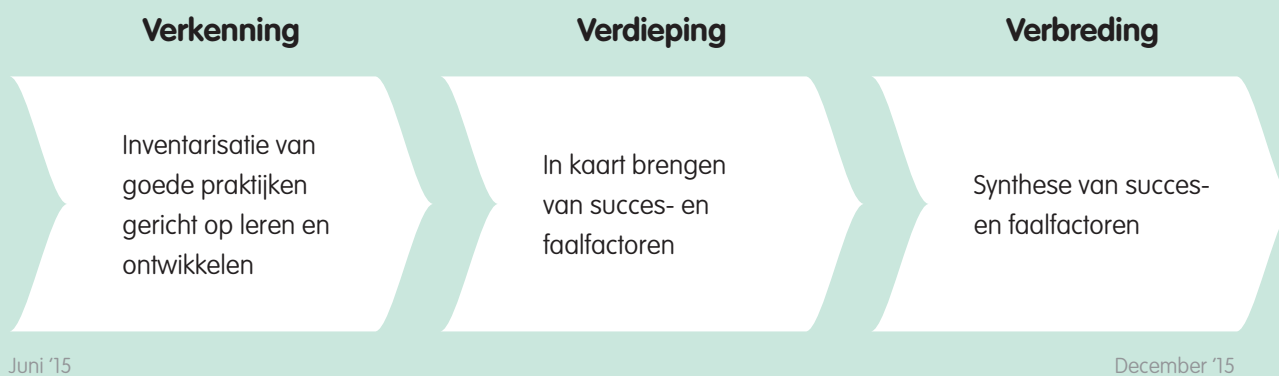 Verkenning
Verdieping
Verbreding
Inventarisatie van
goede praktijken
gericht op leren en
ontwikkelen
In kaart brengen
van succes- en
faalfactoren
Synthese van succes-
en faalfactoren
Juni ‘15
December ‘15